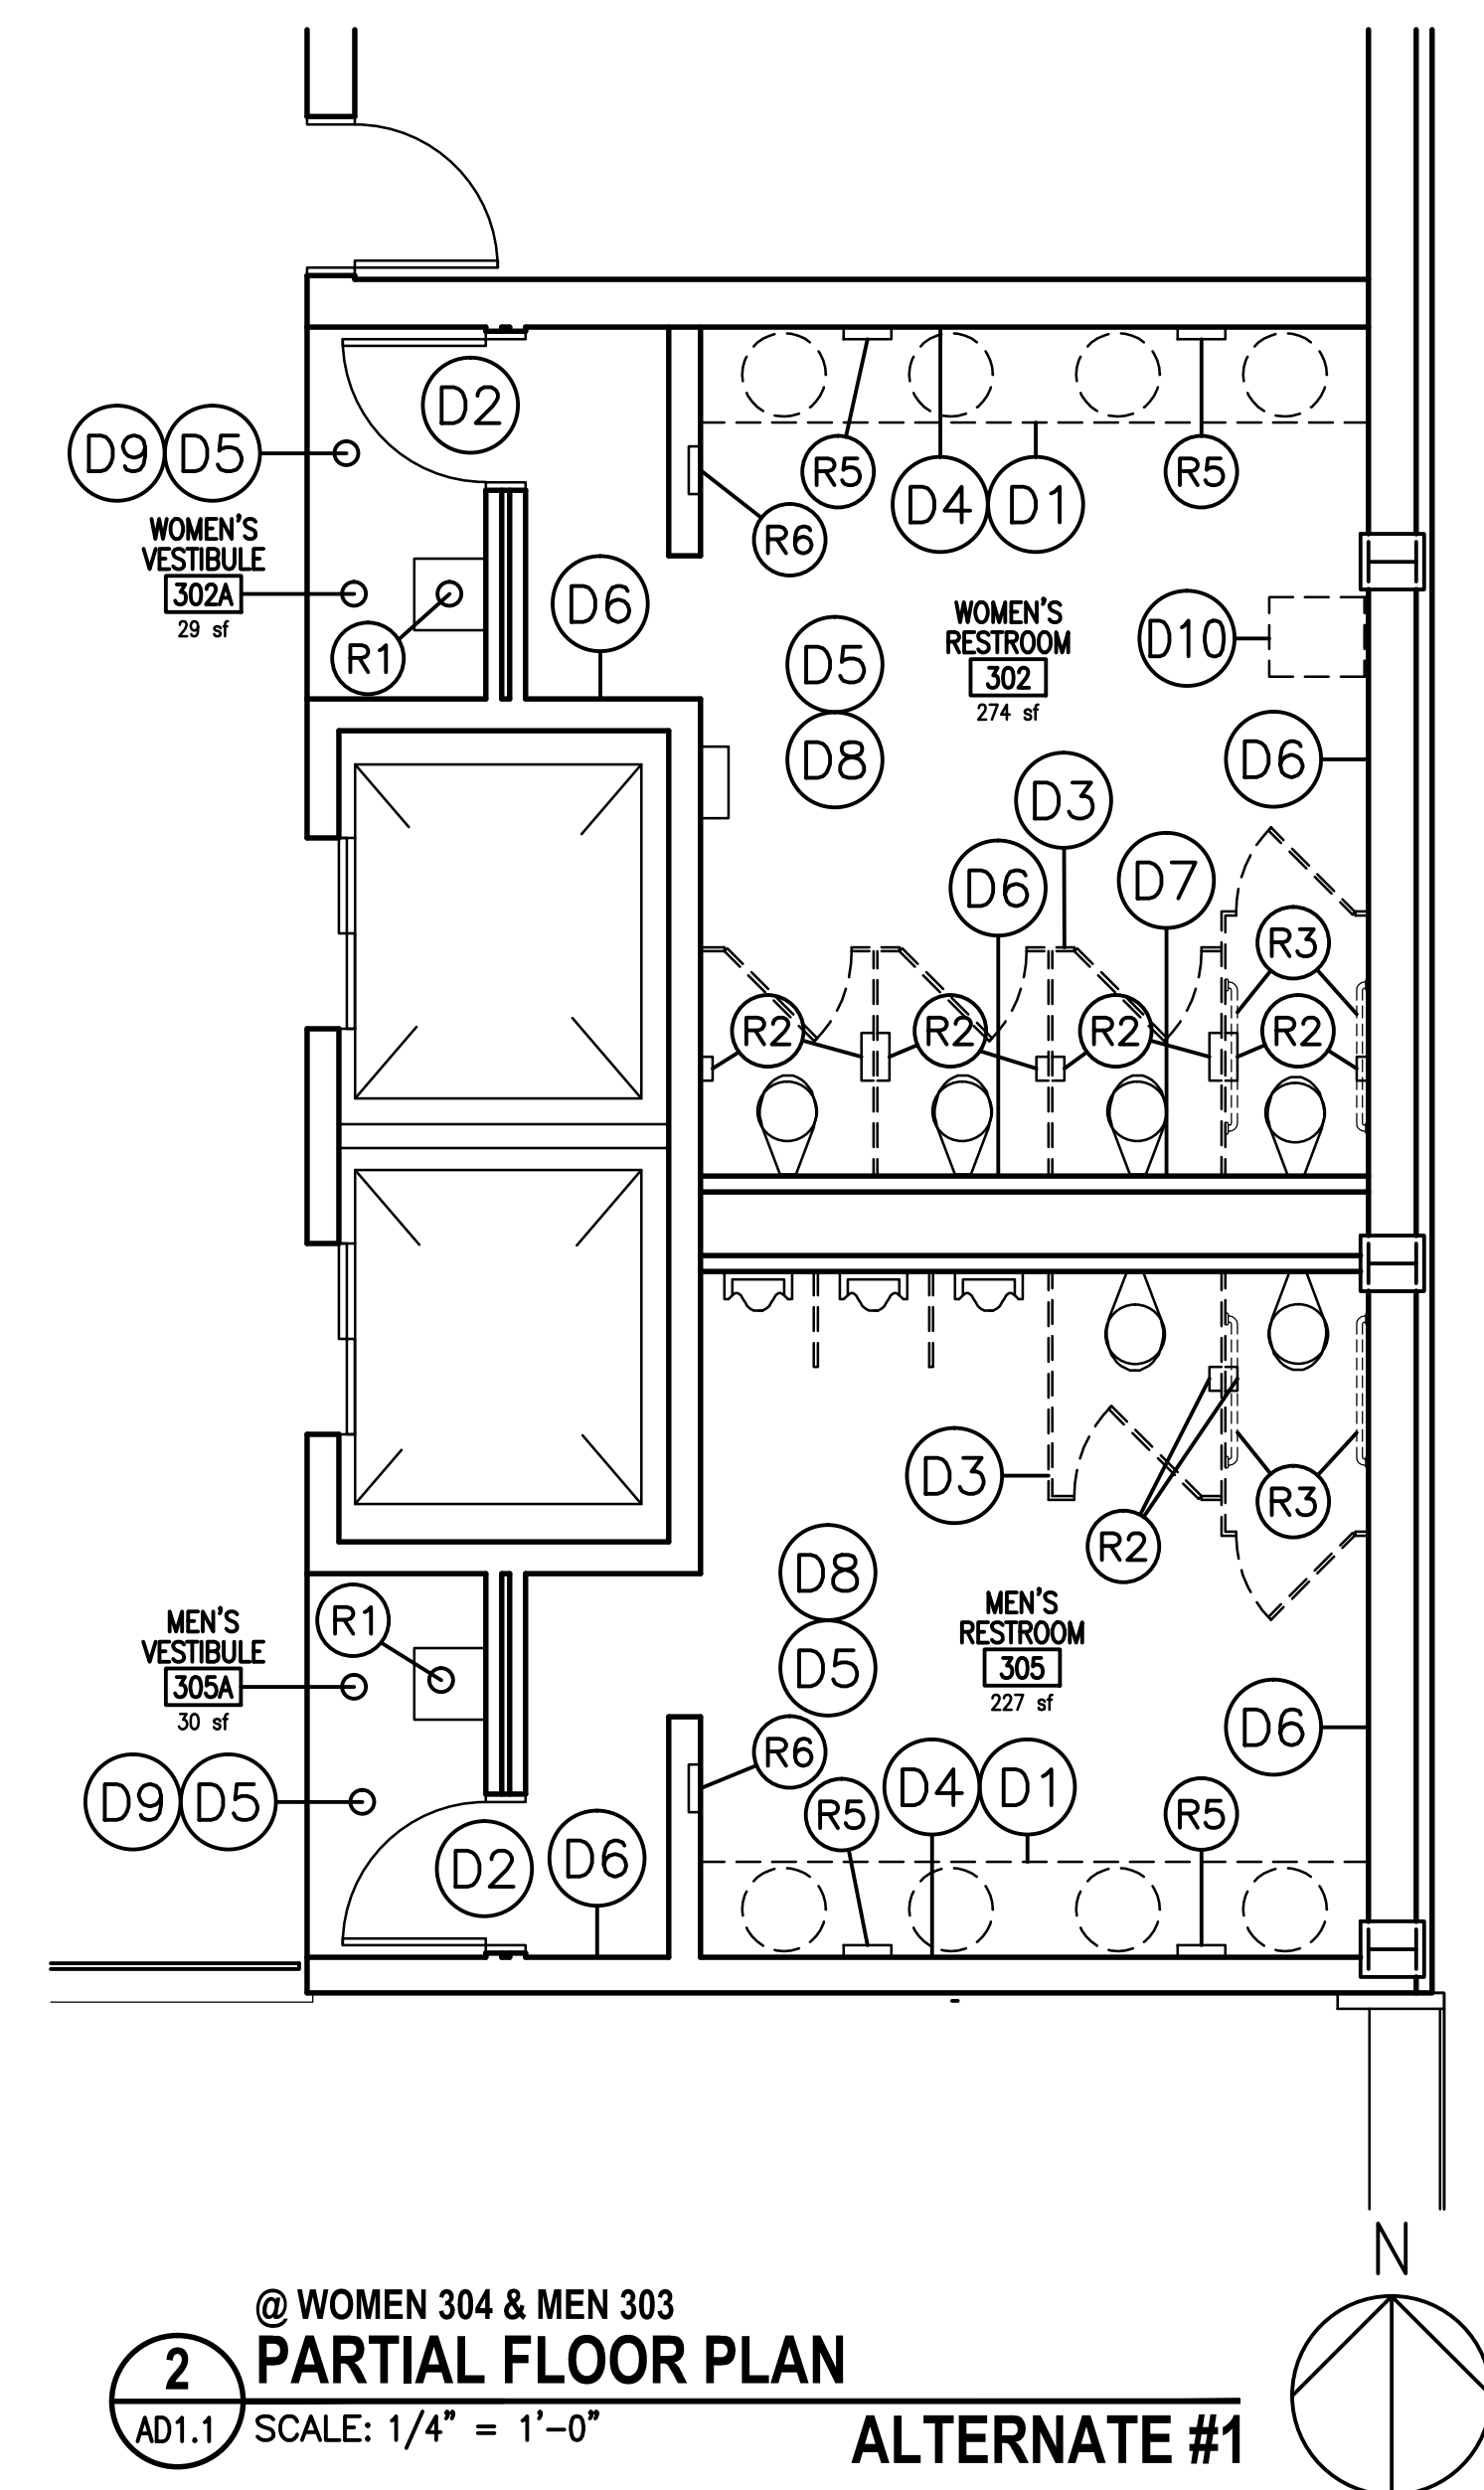 D2
D9 D5
WOMEN'S
VESTIBULE
302A
29 sf
R1
D6
R5
D4 D1
R5
R6
WOMEN'S
RESTROOM
302
274 sf
D10
D5
D8
D6
D3
D6
D7
R3
R2
R2
R2
R2
D3
R3
R2
D8
D5
MEN'S
RESTROOM
305
227 sf
MEN'S
VESTIBULE
305A
30 sf
R1
D6
R6
D4 D1
R5
R5
D9 D5
D2
D6
N
@ WOMEN 304 & MEN 303
2
PARTIAL FLOOR PLAN
AD1.1
SCALE: 1/4" = 1'-0"
ALTERNATE #1